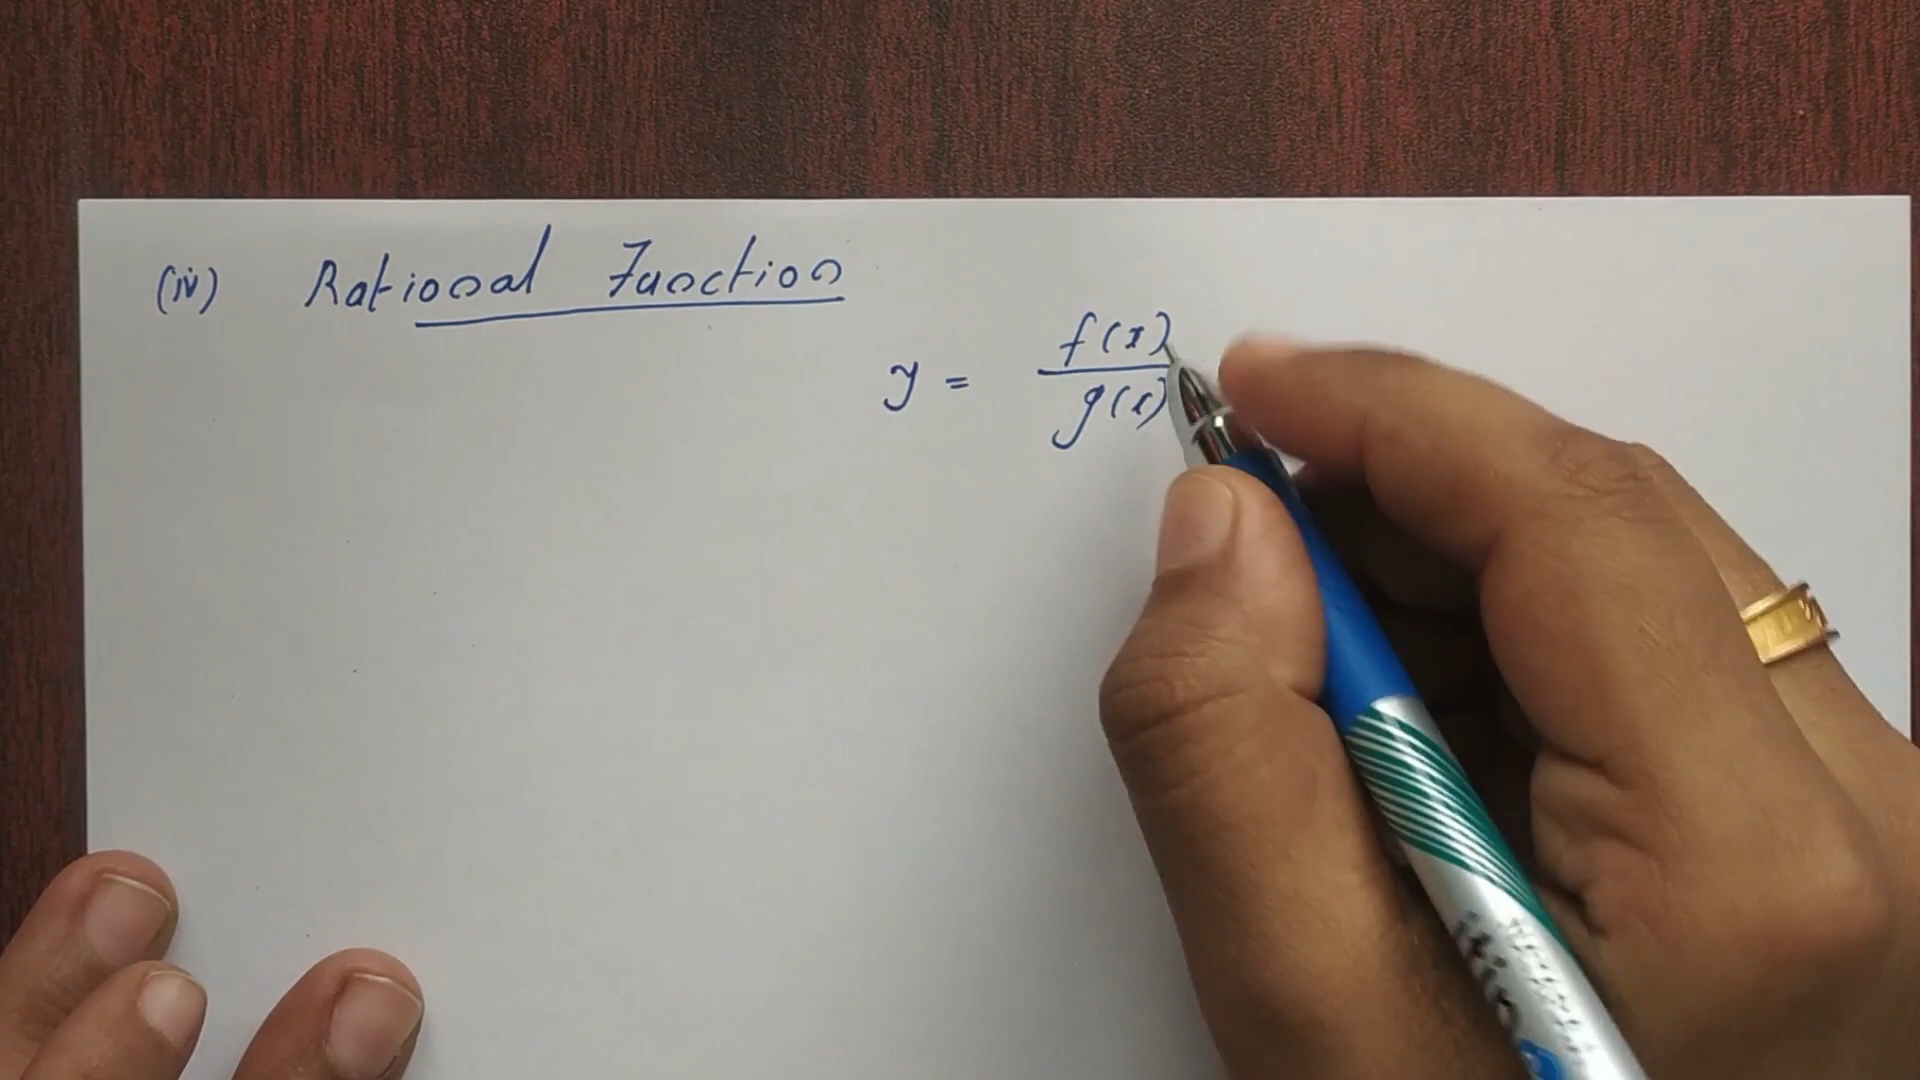 (iv) Rational Function
y = f(x) / g(x)